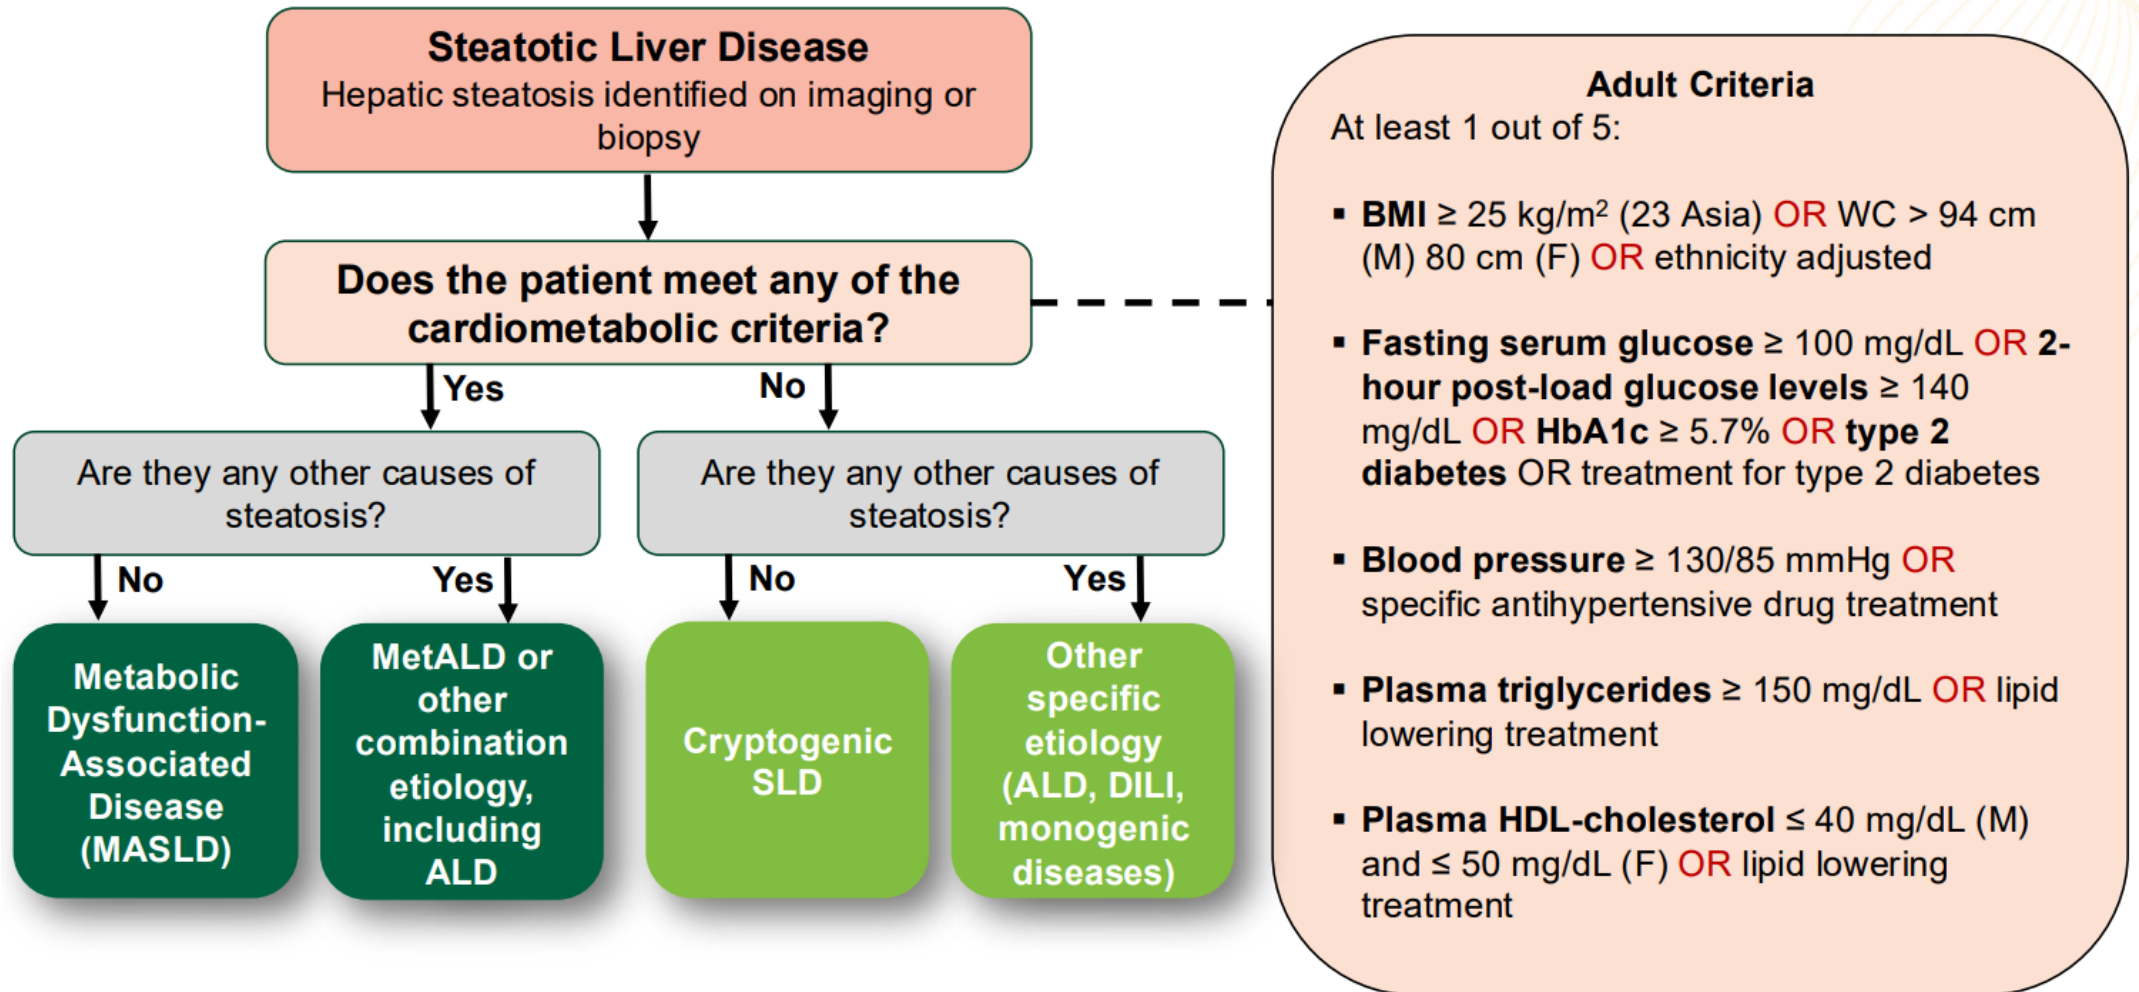 Steatotic Liver Disease
Hepatic steatosis identified on imaging or
biopsy
Does the patient meet any of the
cardiometabolic criteria?
Yes
No
Are they any other causes of
steatosis?
Are they any other causes of
steatosis?
No
Yes
No
Yes
Metabolic
Dysfunction-
Associated
Disease
(MASLD)
MetALD or
other
combination
etiology,
including
ALD
Cryptogenic
SLD
Other
specific
etiology
(ALD, DILI,
monogenic
diseases)
Adult Criteria
At least 1 out of 5:
▪ BMI ≥ 25 kg/m² (23 Asia) OR WC > 94 cm
(M) 80 cm (F) OR ethnicity adjusted
▪ Fasting serum glucose ≥ 100 mg/dL OR 2-
hour post-load glucose levels ≥ 140
mg/dL OR HbA1c ≥ 5.7% OR type 2
diabetes OR treatment for type 2 diabetes
▪ Blood pressure ≥ 130/85 mmHg OR
specific antihypertensive drug treatment
▪ Plasma triglycerides ≥ 150 mg/dL OR lipid
lowering treatment
▪ Plasma HDL-cholesterol ≤ 40 mg/dL (M)
and ≤ 50 mg/dL (F) OR lipid lowering
treatment